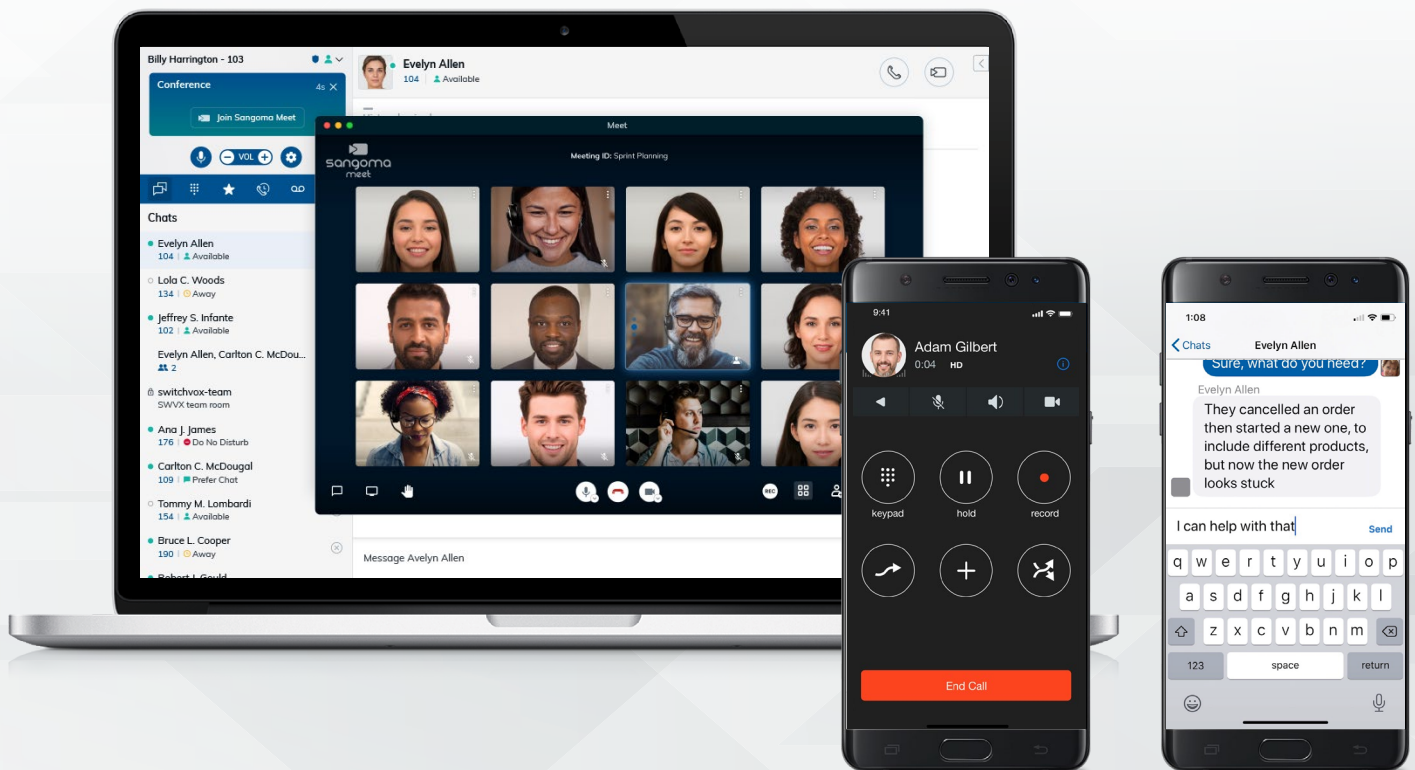 Billy Harrington - 103
Conference
4s
Join Sangoma Meet
VOL
Chats
Evelyn Allen
104 | Available
Lola C. Woods
134 | Away
Jeffrey S. Infante
102 | Available
Evelyn Allen, Carlton C. McDou...
2
switchvox-team
SWVX team room
Ana J. James
176 | Do No Disturb
Carlton C. McDougal
109 | Prefer Chat
Tommy M. Lombardi
154 | Available
Bruce L. Cooper
190 | Away
Evelyn Allen
104 | Available
Message Avelyn Allen
Meet
sangoma
meet
Meeting ID: Sprint Planning
REC
9:41
Adam Gilbert
0:04 HD
keypad hold record
End Call
1:08
Chats Evelyn Allen
Sure, what do you need?
Evelyn Allen
They cancelled an order
then started a new one, to
include different products,
but now the new order
looks stuck
I can help with that
Send
q w e r t y u i o p
a s d f g h j k l
z x c v b n m
123 space return